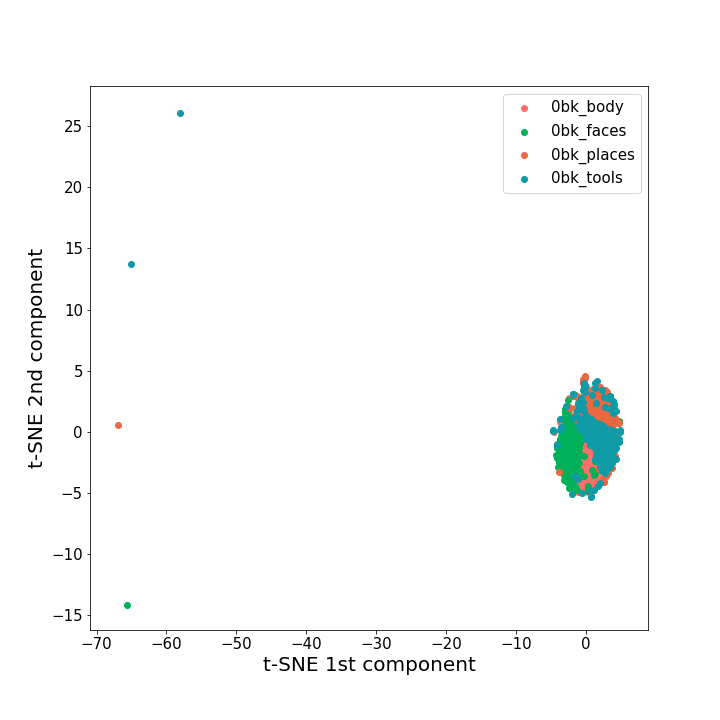 0bk_body
0bk_faces
0bk_places
0bk_tools
25
20
15
10
5
0
−5
−10
−15
t-SNE 2nd component
−70 −60 −50 −40 −30 −20 −10 0
t-SNE 1st component